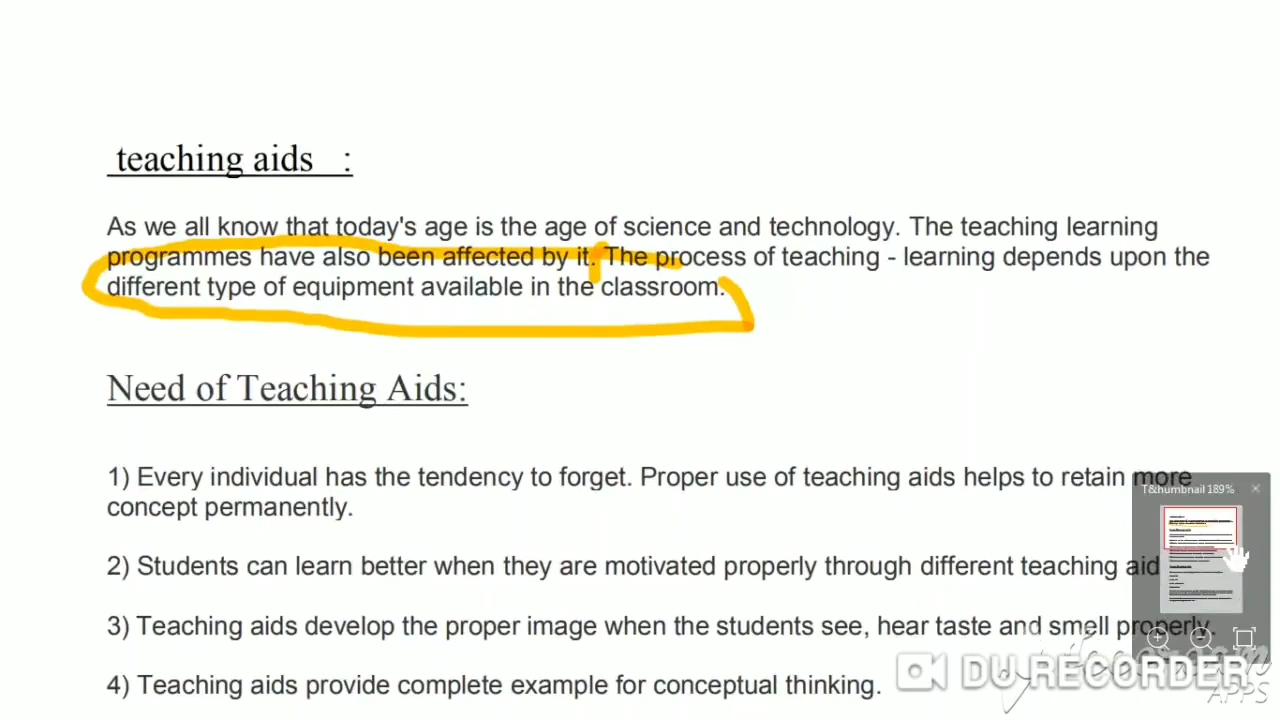 teaching aids :
As we all know that today's age is the age of science and technology. The teaching learning
programmes have also been affected by it. The process of teaching - learning depends upon the
different type of equipment available in the classroom.
Need of Teaching Aids:
1) Every individual has the tendency to forget. Proper use of teaching aids helps to retain more
concept permanently.
T&humbnail 189%
2) Students can learn better when they are motivated properly through different teaching aid
3) Teaching aids develop the proper image when the students see, hear taste and smell properly.
4) Teaching aids provide complete example for conceptual thinking.
DU RECORDER
APPS